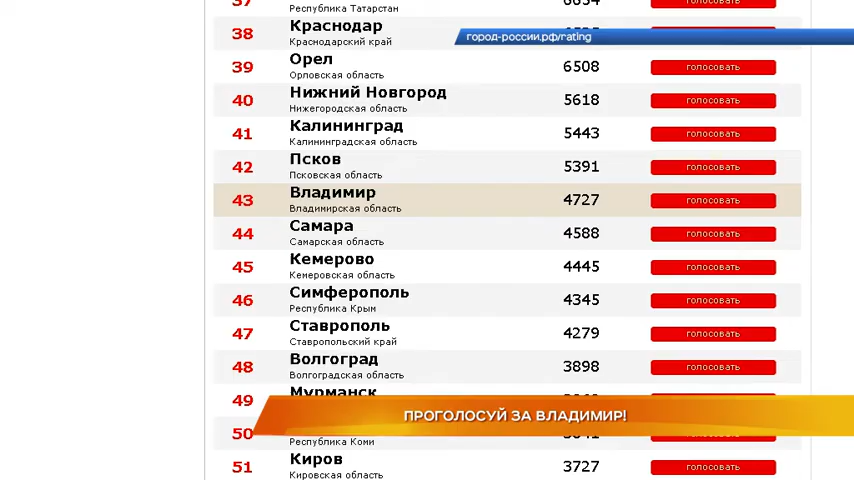 37
6654
Республика Татарстан
38 Краснодар
Краснодарский край
город-россии.рф/rating
39 Орел 6508 голосовать
Орловская область
40 Нижний Новгород 5618 голосовать
Нижегородская область
41 Калининград 5443 голосовать
Калининградская область
42 Псков 5391 голосовать
Псковская область
43 Владимир 4727 голосовать
Владимирская область
44 Самара 4588 голосовать
Самарская область
45 Кемерово 4445 голосовать
Кемеровская область
46 Симферополь 4345 голосовать
Республика Крым
47 Ставрополь 4279 голосовать
Ставропольский край
48 Волгоград 3898 голосовать
Волгоградская область
49 Мурманск
ПРОГОЛОСУЙ ЗА ВЛАДИМИР!
50
Республика Коми
51 Киров 3727 голосовать
Кировская область